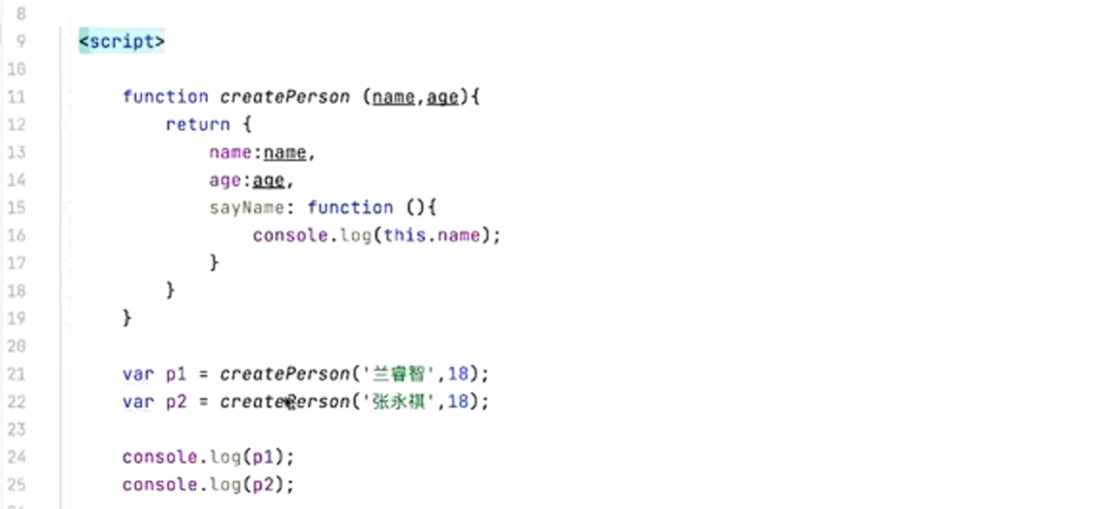 8
9 <script>
10
11 function createPerson (name,age){
12 return {
13 name:name,
14 age:age,
15 sayName: function (){
16 console.log(this.name);
17 }
18 }
19 }
20
21 var p1 = createPerson('兰睿智',18);
22 var p2 = createPerson('张永祺',18);
23
24 console.log(p1);
25 console.log(p2);